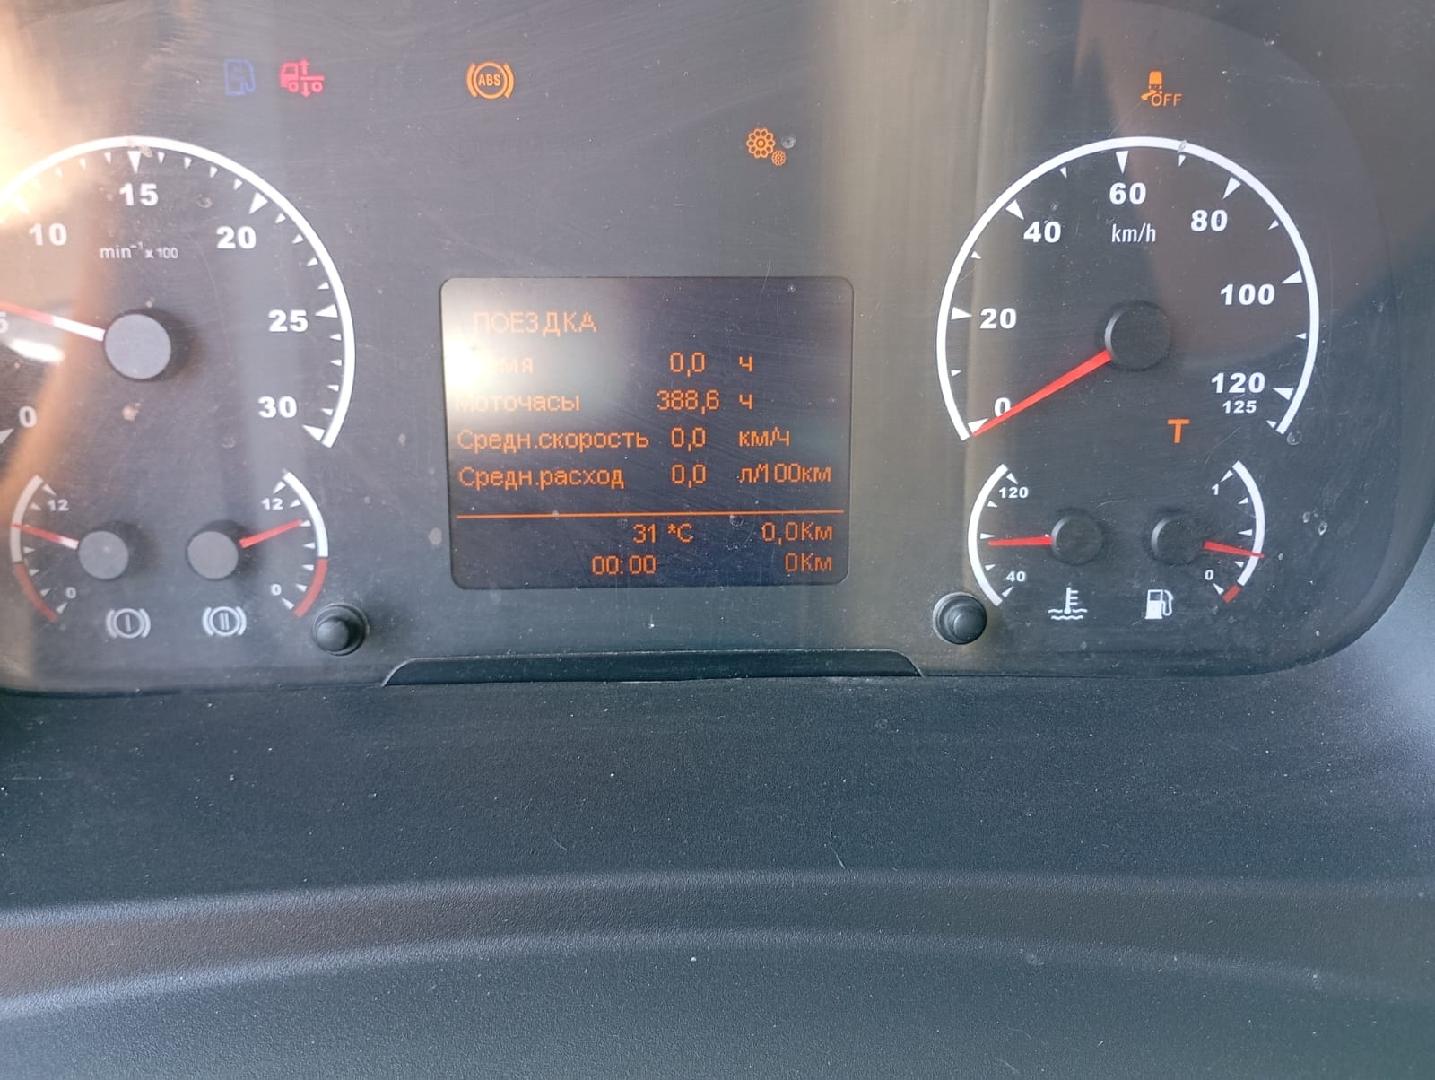 ABS
OFF
10
15
20
25
30
0
min⁻¹ x 100
20
40
60
80
100
120
125
0
km/h
T
ПОЕЗДКА
0,0 ч
Моточасы 388,6 ч
Средн.скорость 0,0 км/ч
Средн.расход 0,0 л/100км
31 °C 0,0Км
00:00 0Км
12
0
I
12
0
II
120
40
1
0